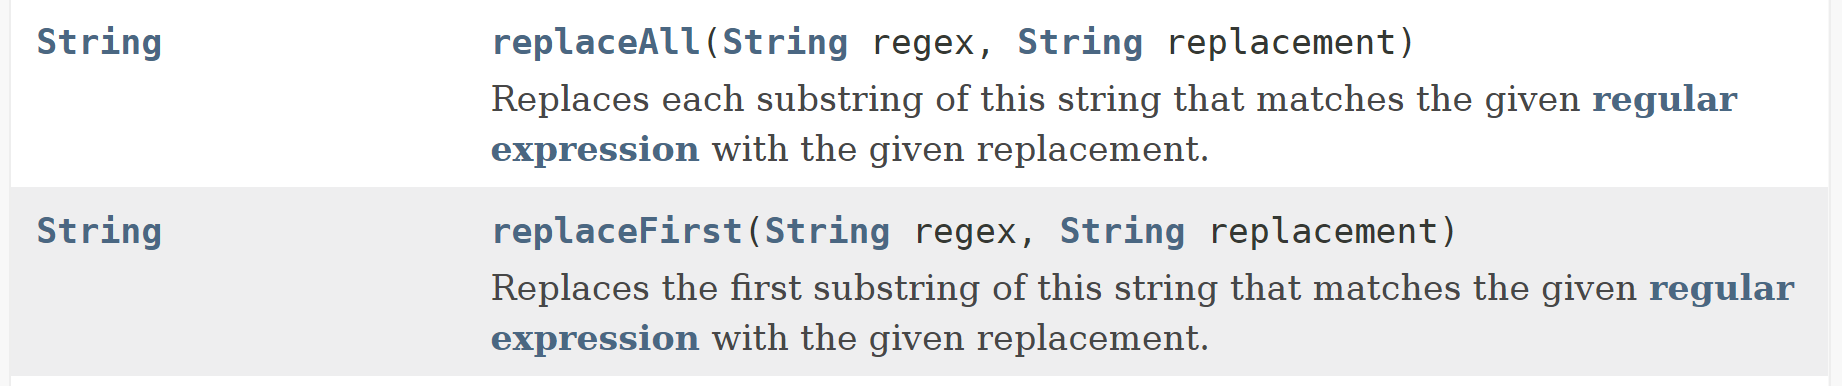 String replaceAll(String regex, String replacement)
Replaces each substring of this string that matches the given regular
expression with the given replacement.
String replaceFirst(String regex, String replacement)
Replaces the first substring of this string that matches the given regular
expression with the given replacement.